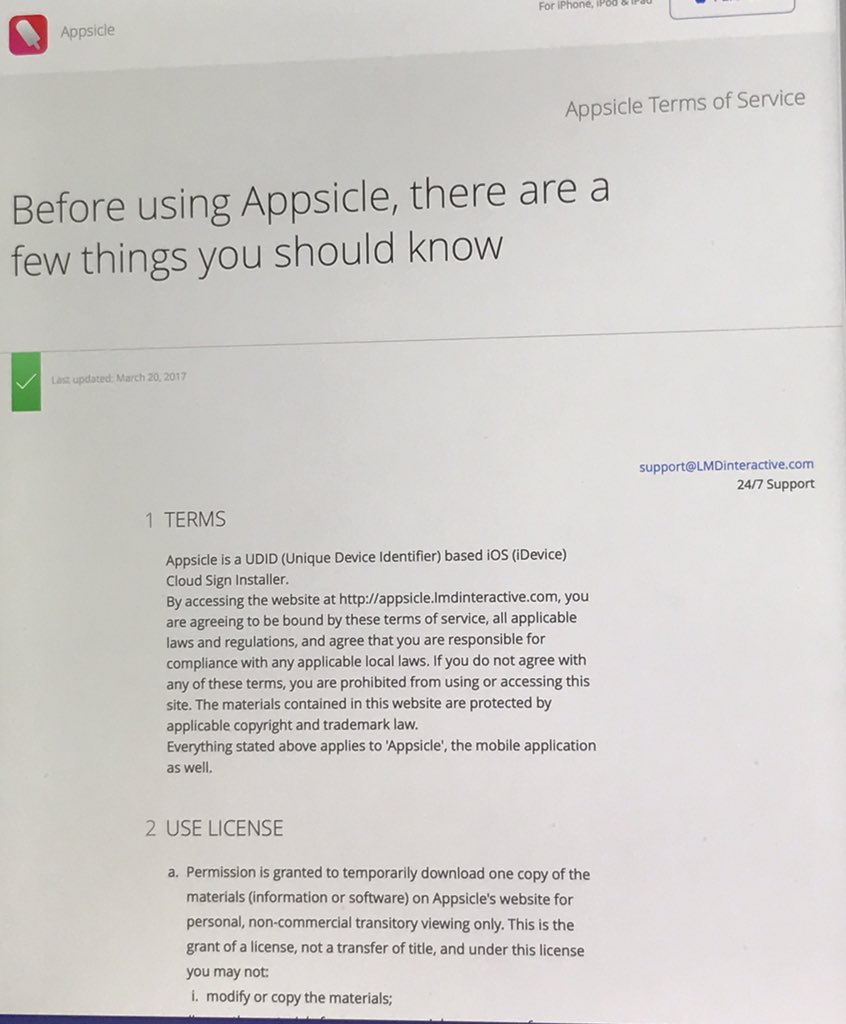 Appsicle
For iPhone, iPod & iPad
Appsicle Terms of Service
Before using Appsicle, there are a
few things you should know
Last updated: March 20, 2017
support@LMDinteractive.com
24/7 Support
1 TERMS
Appsicle is a UDID (Unique Device Identifier) based iOS (iDevice)
Cloud Sign Installer.
By accessing the website at http://appsicle.lmdinteractive.com, you
are agreeing to be bound by these terms of service, all applicable
laws and regulations, and agree that you are responsible for
compliance with any applicable local laws. If you do not agree with
any of these terms, you are prohibited from using or accessing this
site. The materials contained in this website are protected by
applicable copyright and trademark law.
Everything stated above applies to 'Appsicle', the mobile application
as well.
2 USE LICENSE
a. Permission is granted to temporarily download one copy of the
materials (information or software) on Appsicle's website for
personal, non-commercial transitory viewing only. This is the
grant of a license, not a transfer of title, and under this license
you may not:
i. modify or copy the materials;